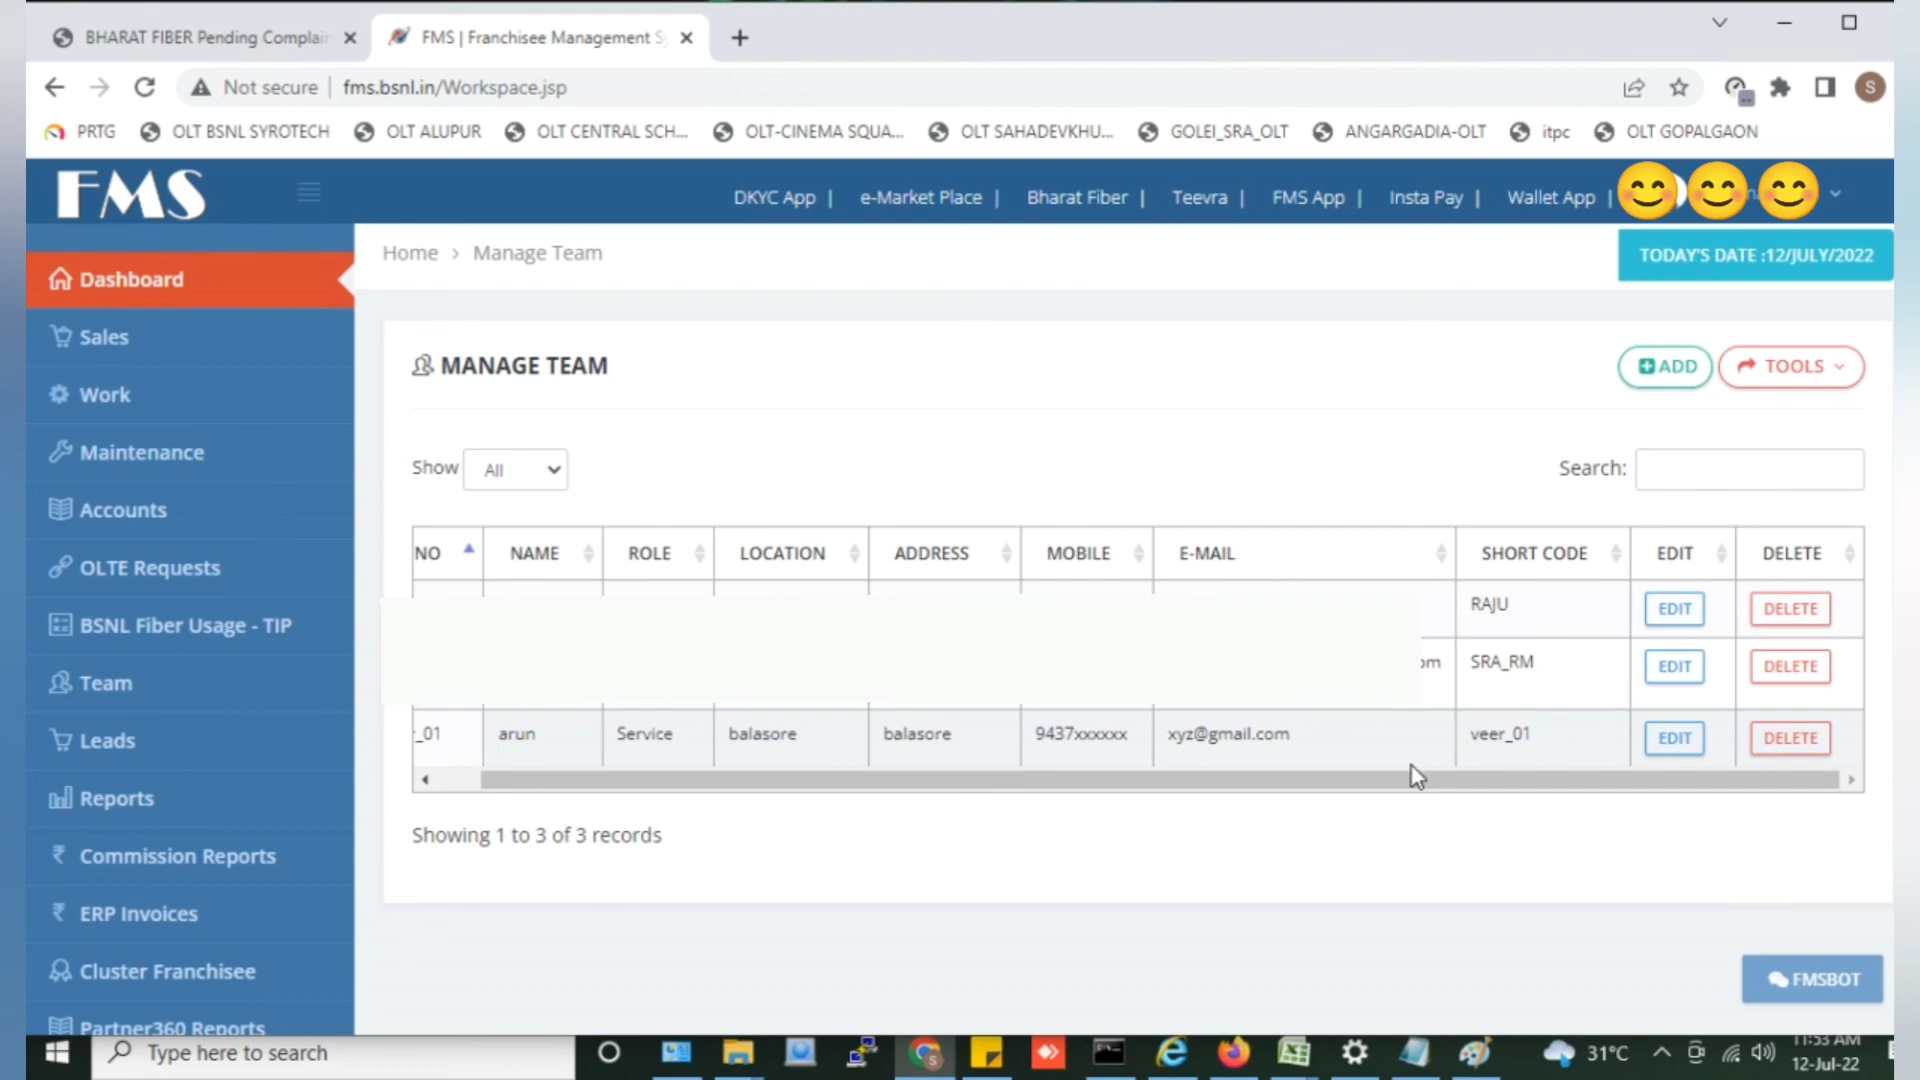 BHARAT FIBER Pending Complain
FMS | Franchisee Management S
Not secure | fms.bsnl.in/Workspace.jsp
S
PRTG OLT BSNL SYROTECH OLT ALUPUR OLT CENTRAL SCH... OLT-CINEMA SQUA... OLT SAHADEVKHU... GOLEI_SRA_OLT ANGARGADIA-OLT itpc OLT GOPALGAON
FMS
DKYC App | e-Market Place | Bharat Fiber | Teevra | FMS App | Insta Pay | Wallet App |
Home > Manage Team
TODAY'S DATE :12/JULY/2022
Dashboard
Sales
Work
Maintenance
Accounts
OLTE Requests
BSNL Fiber Usage - TIP
Team
Leads
Reports
Commission Reports
ERP Invoices
Cluster Franchisee
Partner360 Reports
MANAGE TEAM
ADD
TOOLS
Show All
Search:
NO NAME ROLE LOCATION ADDRESS MOBILE E-MAIL SHORT CODE EDIT DELETE
RAJU EDIT DELETE
om SRA_RM EDIT DELETE
_01 arun Service balasore balasore 9437xxxxxx xyz@gmail.com veer_01 EDIT DELETE
Showing 1 to 3 of 3 records
FMSBOT
Type here to search
S
31°C
11:53 AM
12-Jul-22